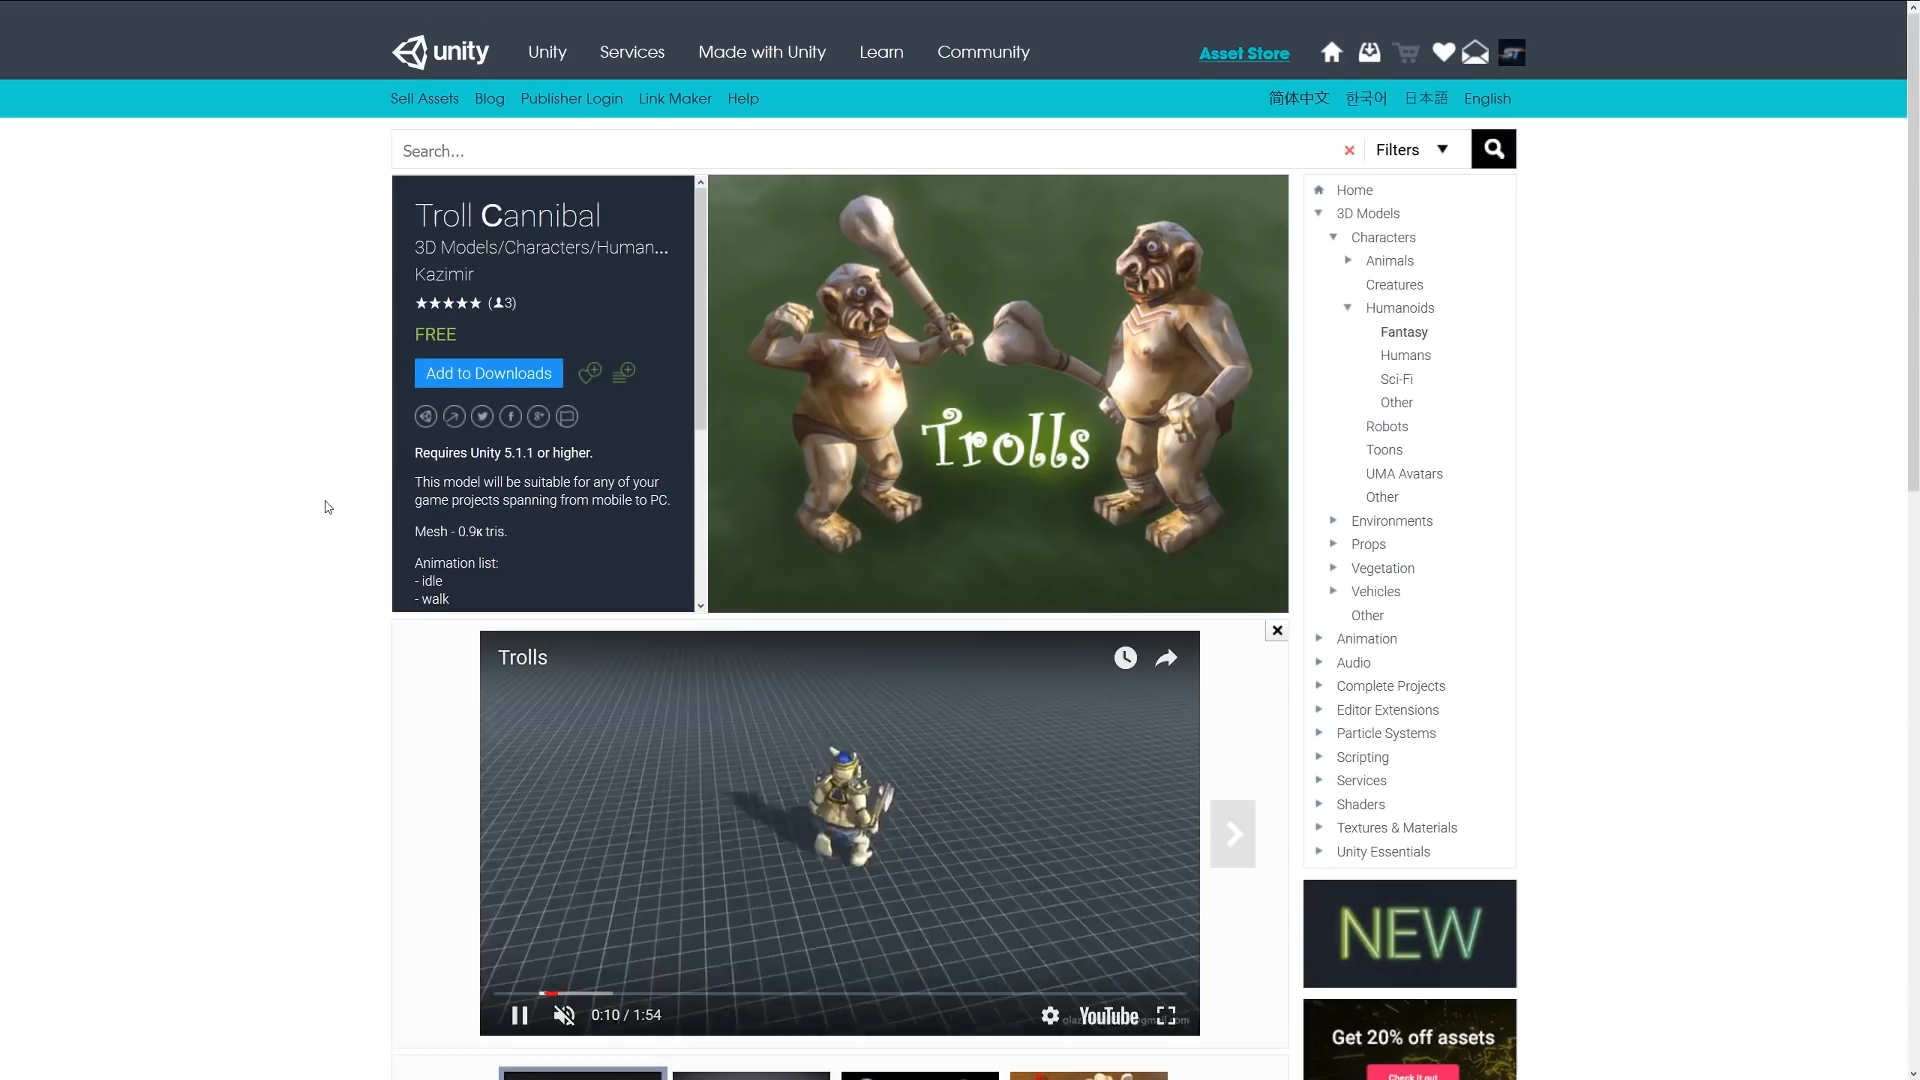 unity Unity Services Made with Unity Learn Community Asset Store ST
Sell Assets Blog Publisher Login Link Maker Help 简体中文 한국어 日本語 English
Search... × Filters
Troll Cannibal
3D Models/Characters/Human...
Kazimir
★★★★★ (3)
FREE
Add to Downloads
Requires Unity 5.1.1 or higher.
This model will be suitable for any of your
game projects spanning from mobile to PC.
Mesh - 0.9к tris.
Animation list:
- idle
- walk
Trolls
Home
3D Models
Characters
Animals
Creatures
Humanoids
Fantasy
Humans
Sci-Fi
Other
Robots
Toons
UMA Avatars
Other
Environments
Props
Vegetation
Vehicles
Other
Animation
Audio
Complete Projects
Editor Extensions
Particle Systems
Scripting
Services
Shaders
Textures & Materials
Unity Essentials
Trolls
0:10 / 1:54
YouTube
NEW
Get 20% off assets
Check it out